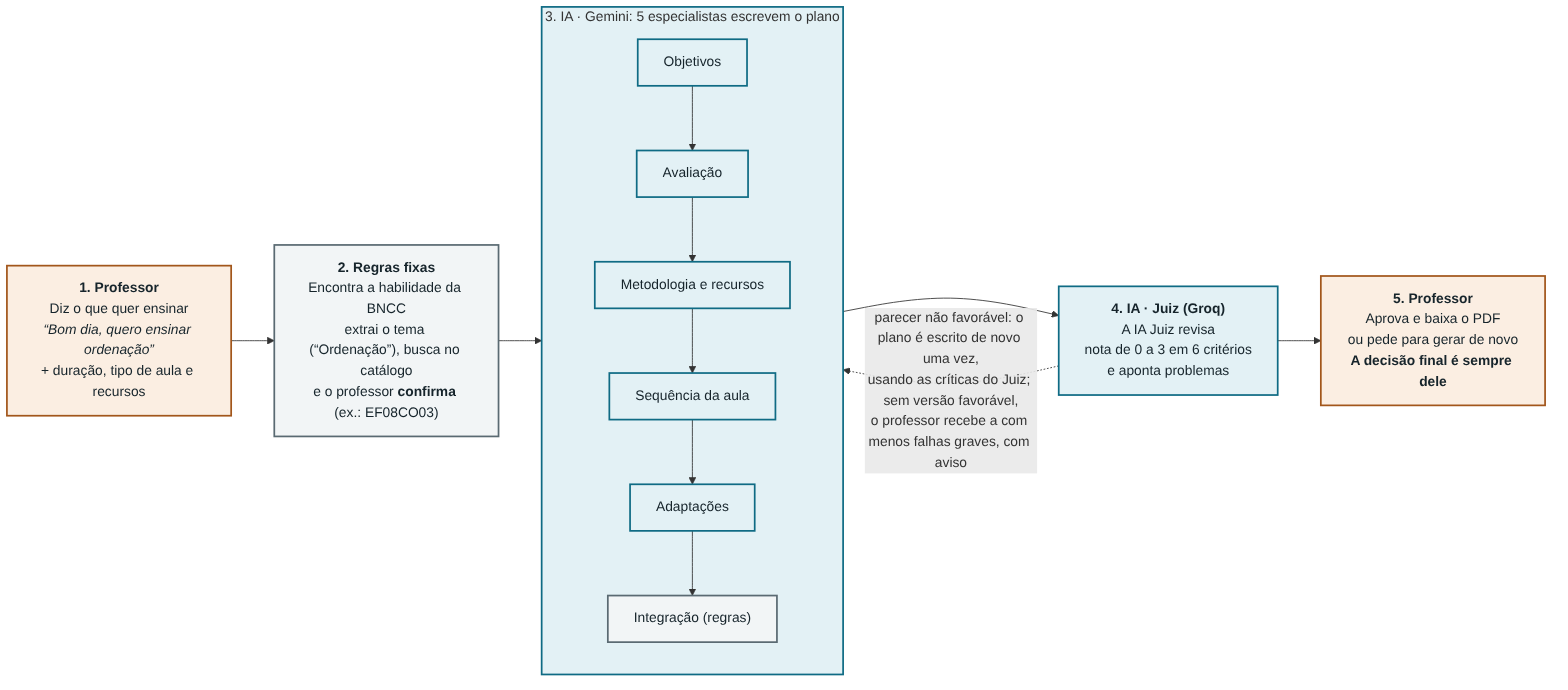 1. Professor
Diz o que quer ensinar
“Bom dia, quero ensinar
ordenação”
+ duração, tipo de aula e
recursos
2. Regras fixas
Encontra a habilidade da
BNCC
extrai o tema
(“Ordenação”), busca no
catálogo
e o professor confirma
(ex.: EF08CO03)
3. IA · Gemini: 5 especialistas escrevem o plano
Objetivos
Avaliação
Metodologia e recursos
Sequência da aula
Adaptações
Integração (regras)
parecer não favorável: o
plano é escrito de novo
uma vez,
usando as críticas do Juiz;
sem versão favorável,
o professor recebe a com
menos falhas graves, com
aviso
4. IA · Juiz (Groq)
A IA Juiz revisa
nota de 0 a 3 em 6 critérios
e aponta problemas
5. Professor
Aprova e baixa o PDF
ou pede para gerar de novo
A decisão final é sempre
dele